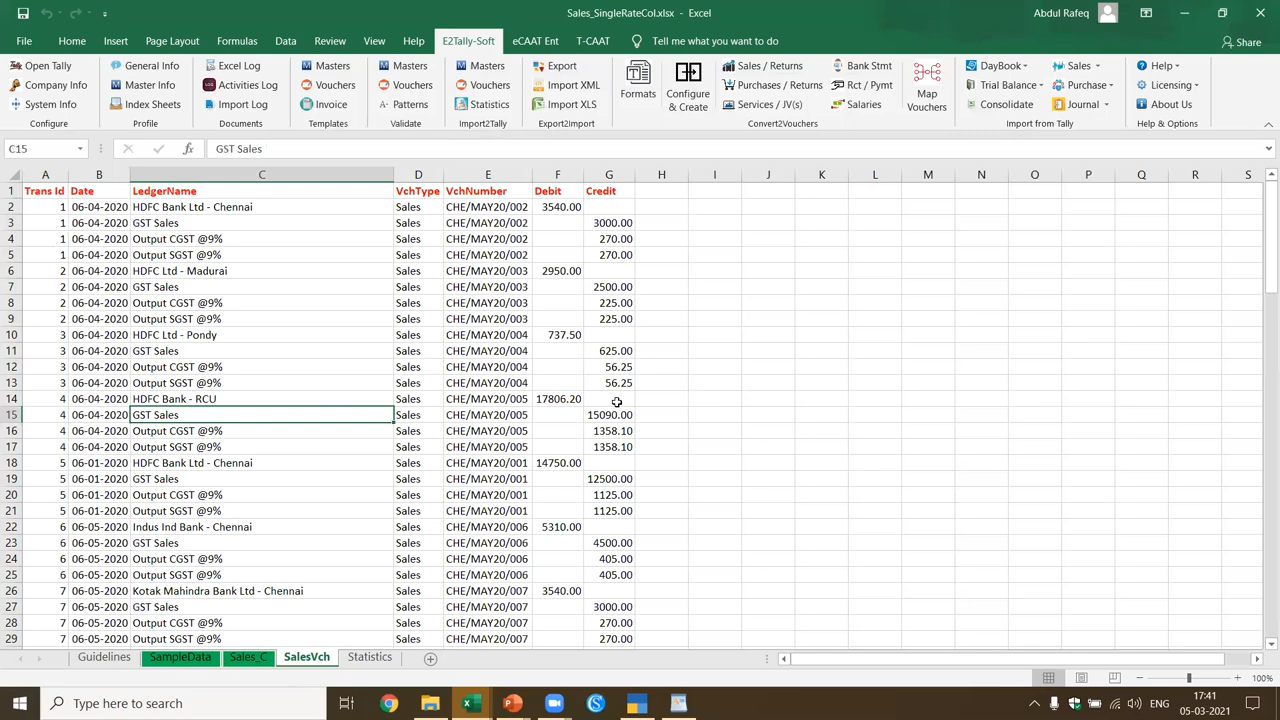 Sales_SingleRateCol.xlsx - Excel
Abdul Rafeq
File Home Insert Page Layout Formulas Data Review View Help E2Tally-Soft eCAAT Ent T-CAAT Tell me what you want to do Share
Open Tally General Info Excel Log Masters Masters Masters Export Sales / Returns Bank Stmt DayBook Sales Help
Company Info Master Info Activities Log Voucher Voucher Vouchers Import XML Formats Configure & Create Purchases / Returns Rct / Pymt Map Vouchers Trial Balance Purchase Licensing
System Info Index Sheets Import Log Invoice Patterns Statistics Import XLS Services / JV(s) Salaries Consolidate Journal About Us
Configure Profile Documents Templates Validate Import2Tally Export2Import Convert2Vouchers Import from Tally Help & Options
C15 fx GST Sales
A B C D E F G H I J K L M N O P Q R S
1 Trans Id Date LedgerName VchType VchNumber Debit Credit
2 1 06-04-2020 HDFC Bank Ltd - Chennai Sales CHE/MAY20/002 3540.00
3 1 06-04-2020 GST Sales Sales CHE/MAY20/002 3000.00
4 1 06-04-2020 Output CGST @9% Sales CHE/MAY20/002 270.00
5 1 06-04-2020 Output SGST @9% Sales CHE/MAY20/002 270.00
6 2 06-04-2020 HDFC Ltd - Madurai Sales CHE/MAY20/003 2950.00
7 2 06-04-2020 GST Sales Sales CHE/MAY20/003 2500.00
8 2 06-04-2020 Output CGST @9% Sales CHE/MAY20/003 225.00
9 2 06-04-2020 Output SGST @9% Sales CHE/MAY20/003 225.00
10 3 06-04-2020 HDFC Ltd - Pondy Sales CHE/MAY20/004 737.50
11 3 06-04-2020 GST Sales Sales CHE/MAY20/004 625.00
12 3 06-04-2020 Output CGST @9% Sales CHE/MAY20/004 56.25
13 3 06-04-2020 Output SGST @9% Sales CHE/MAY20/004 56.25
14 4 06-04-2020 HDFC Bank - RCU Sales CHE/MAY20/005 17806.20
15 4 06-04-2020 GST Sales Sales CHE/MAY20/005 15090.00
16 4 06-04-2020 Output CGST @9% Sales CHE/MAY20/005 1358.10
17 4 06-04-2020 Output SGST @9% Sales CHE/MAY20/005 1358.10
18 5 06-01-2020 HDFC Bank Ltd - Chennai Sales CHE/MAY20/001 14750.00
19 5 06-01-2020 GST Sales Sales CHE/MAY20/001 12500.00
20 5 06-01-2020 Output CGST @9% Sales CHE/MAY20/001 1125.00
21 5 06-01-2020 Output SGST @9% Sales CHE/MAY20/001 1125.00
22 6 06-05-2020 Indus Ind Bank - Chennai Sales CHE/MAY20/006 5310.00
23 6 06-05-2020 GST Sales Sales CHE/MAY20/006 4500.00
24 6 06-05-2020 Output CGST @9% Sales CHE/MAY20/006 405.00
25 6 06-05-2020 Output SGST @9% Sales CHE/MAY20/006 405.00
26 7 06-05-2020 Kotak Mahindra Bank Ltd - Chennai Sales CHE/MAY20/007 3540.00
27 7 06-05-2020 GST Sales Sales CHE/MAY20/007 3000.00
28 7 06-05-2020 Output CGST @9% Sales CHE/MAY20/007 270.00
29 7 06-05-2020 Output SGST @9% Sales CHE/MAY20/007 270.00
Guidelines SampleData Sales_C SalesVch Statistics
100%
Type here to search
ENG
17:41
05-03-2021